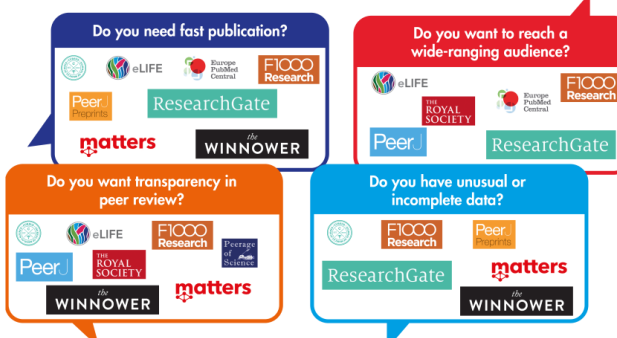 Do you need fast publication?
eLIFE
Europe
PubMed
Central
F1000
Research
PeerJ
Preprints
ResearchGate
matters
the
WINNOWER
Do you want to reach a
wide-ranging audience?
eLIFE
THE
ROYAL
SOCIETY
Europe
PubMed
Central
F1000
Research
PeerJ
ResearchGate
Do you want transparency in
peer review?
eLIFE
F1000
Research
Peerage
of
Science
PeerJ
THE
ROYAL
SOCIETY
matters
the
WINNOWER
Do you have unusual or
incomplete data?
F1000
Research
PeerJ
Preprints
ResearchGate
matters
the
WINNOWER